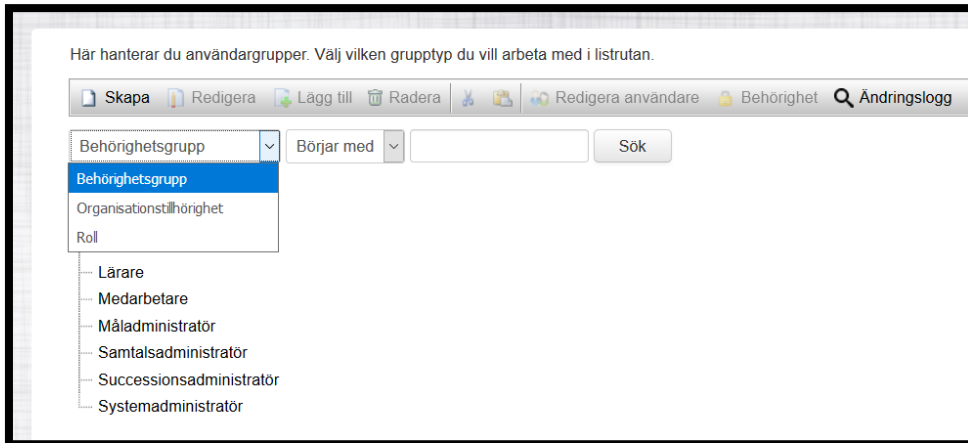 Här hanterar du användargrupper. Välj vilken grupptyp du vill arbeta med i listrutan.
Skapa Redigera Lägg till Radera Redigera användare Behörighet Ändringslogg
Behörighetsgrupp Börjar med Sök
Behörighetsgrupp
Organisationstillhörighet
Roll
Lärare
Medarbetare
Måladministratör
Samtalsadministratör
Successionsadministratör
Systemadministratör